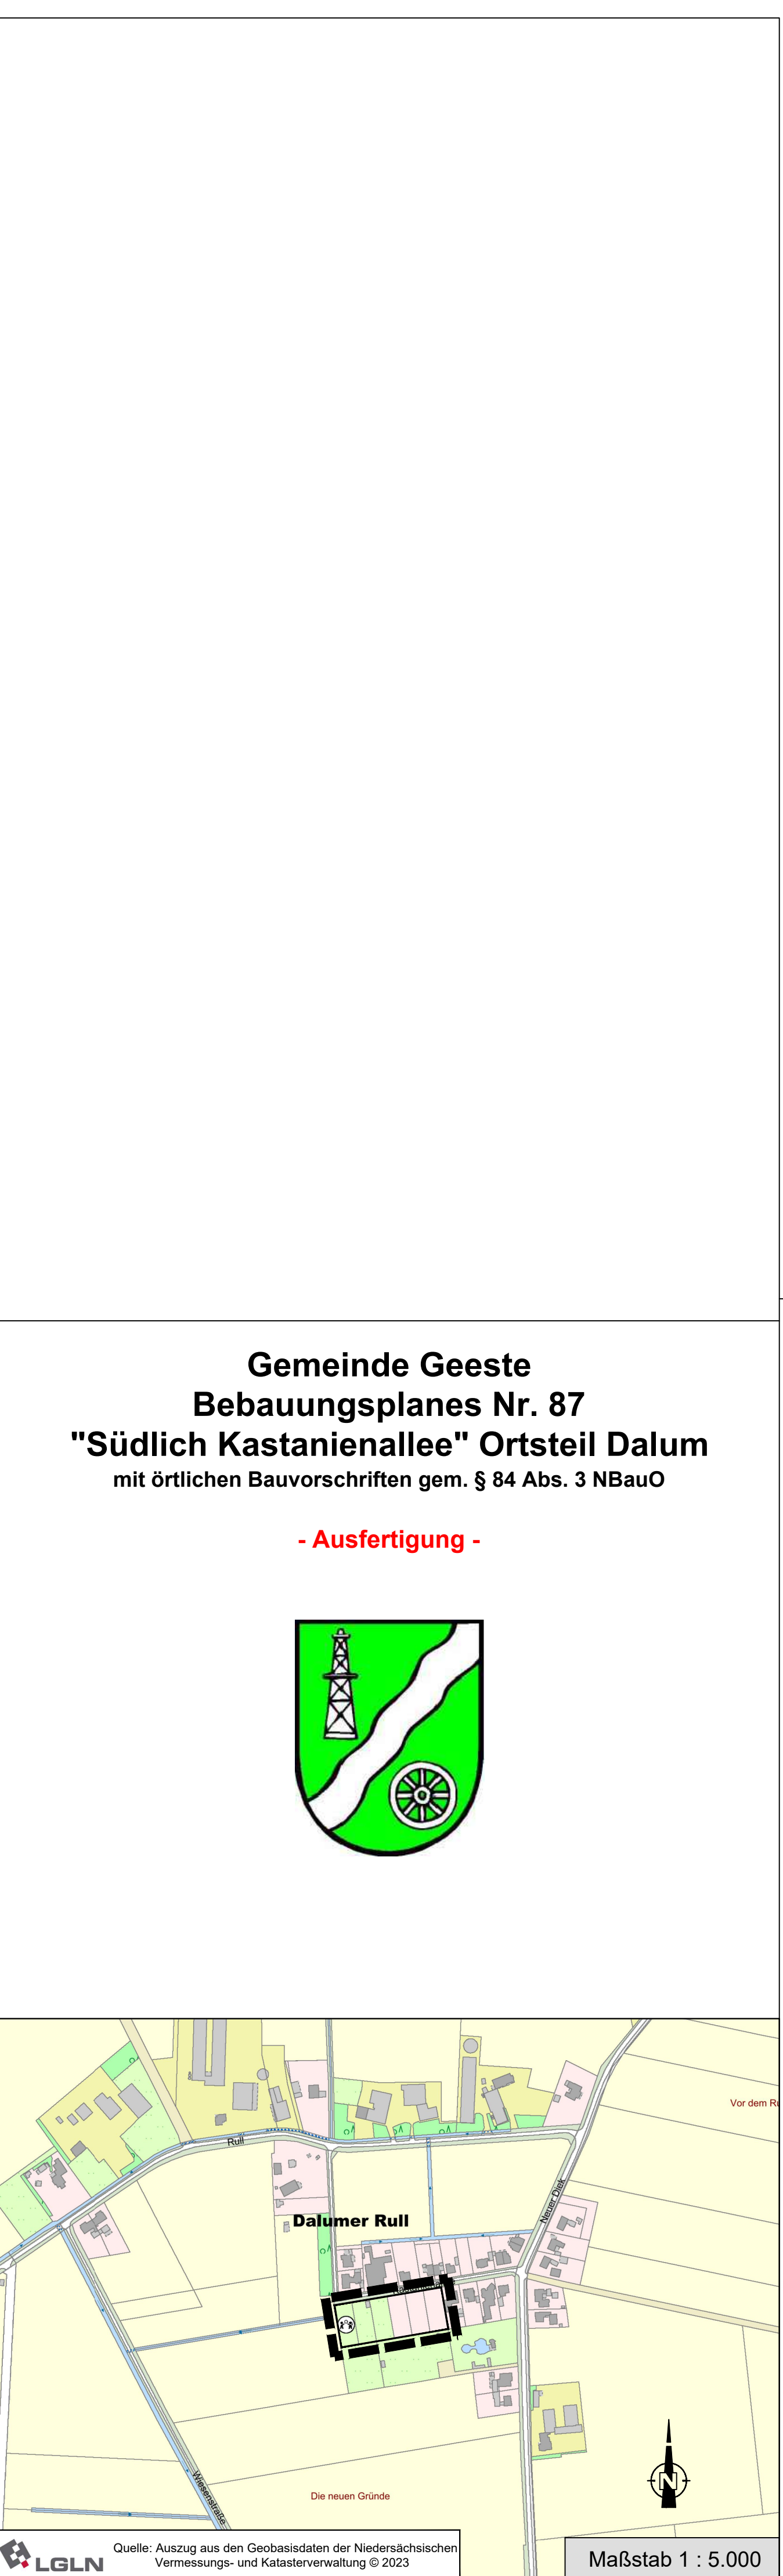 Gemeinde Geeste
Bebauungsplanes Nr. 87
"Südlich Kastanienallee" Ortsteil Dalum
mit örtlichen Bauvorschriften gem. § 84 Abs. 3 NBauO
- Ausfertigung -
Vor dem Ru
Rull
Neuer Diek
Dalumer Rull
Wiesenstraße
Die neuen Gründe
N
LGLN
Quelle: Auszug aus den Geobasisdaten der Niedersächsischen
Vermessungs- und Katasterverwaltung © 2023
Maßstab 1 : 5.000